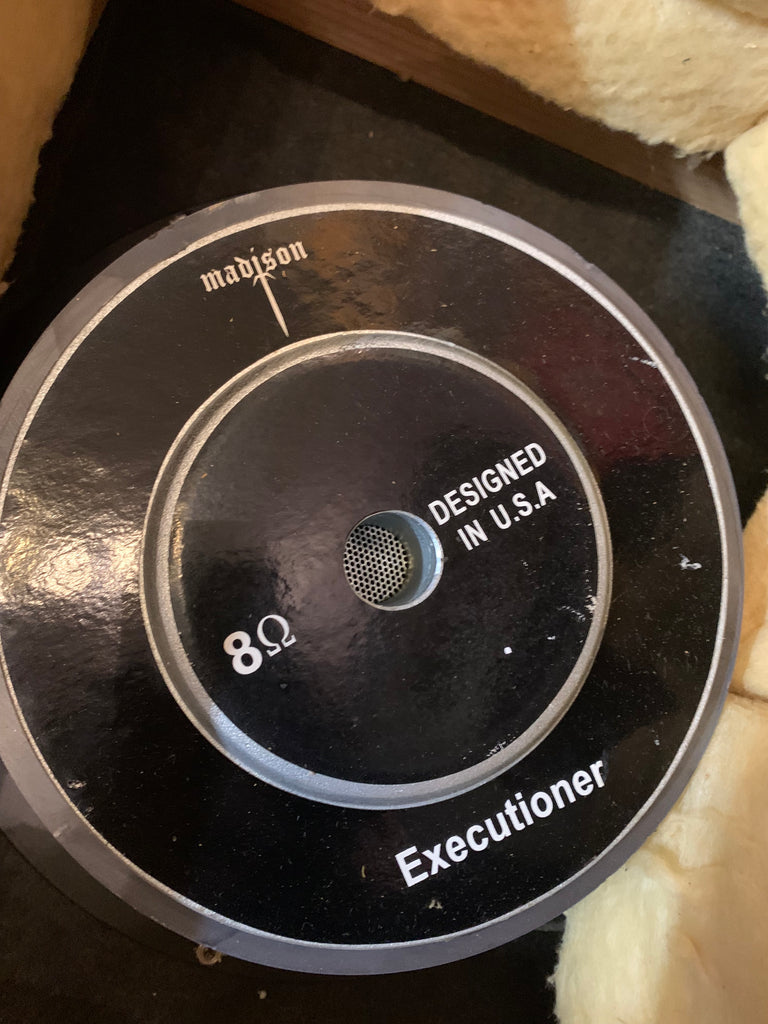 madison
DESIGNED
IN U.S.A
8Ω
Executioner